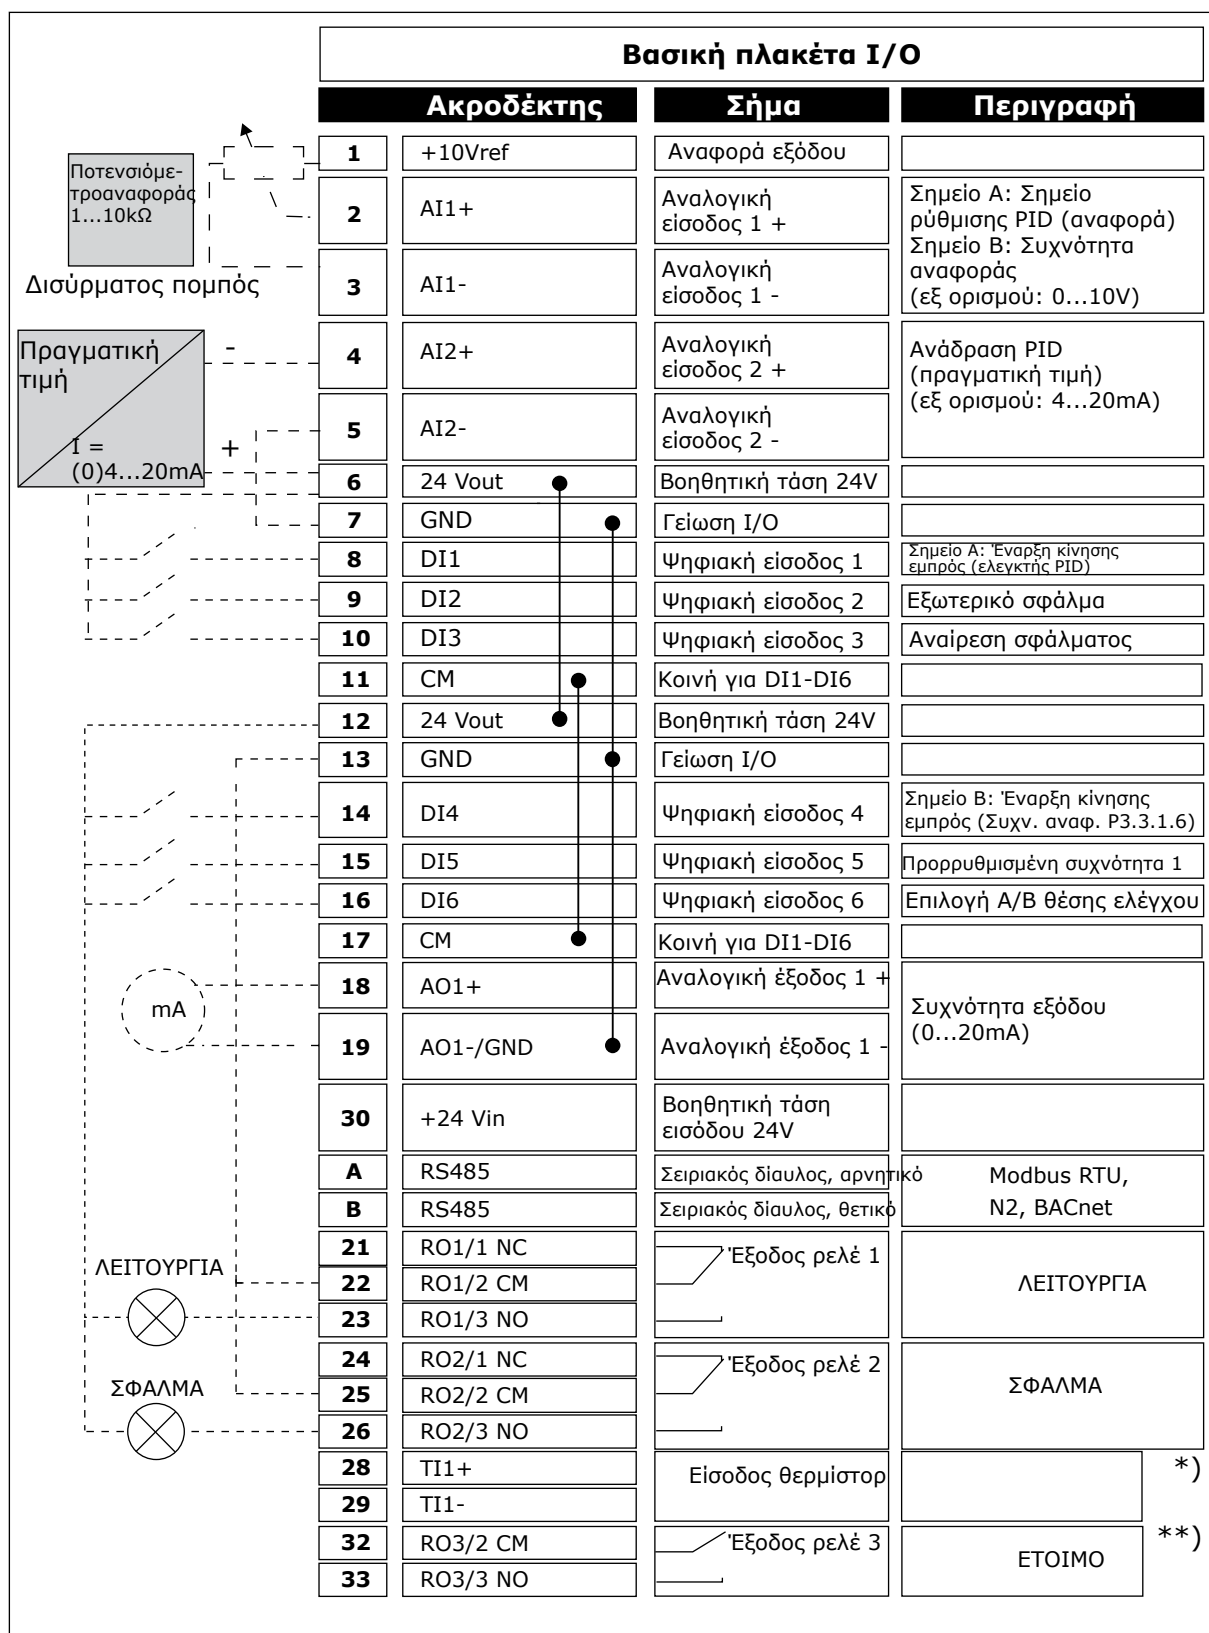 Βασική πλακέτα I/O
Ακροδέκτης Σήμα Περιγραφή
Ποτενσιόμε-
τροαναφοράς
1...10kΩ
1 +10Vref Αναφορά εξόδου
2 AI1+ Αναλογική
είσοδος 1 +
Σημείο A: Σημείο
ρύθμισης PID (αναφορά)
Σημείο B: Συχνότητα
αναφοράς
(εξ ορισμού: 0...10V)
Δισύρματος πομπός
3 AI1- Αναλογική
είσοδος 1 -
Πραγματική
τιμή
I =
(0)4...20mA
-
+
4 AI2+ Αναλογική
είσοδος 2 +
Ανάδραση PID
(πραγματική τιμή)
(εξ ορισμού: 4...20mA)
5 AI2- Αναλογική
είσοδος 2 -
6 24 Vout Βοηθητική τάση 24V
7 GND Γείωση I/O
8 DI1 Ψηφιακή είσοδος 1
Σημείο A: Έναρξη κίνησης
εμπρός (ελεγκτής PID)
9 DI2 Ψηφιακή είσοδος 2 Εξωτερικό σφάλμα
10 DI3 Ψηφιακή είσοδος 3 Αναίρεση σφάλματος
11 CM Κοινή για DI1-DI6
12 24 Vout Βοηθητική τάση 24V
13 GND Γείωση I/O
14 DI4 Ψηφιακή είσοδος 4
Σημείο B: Έναρξη κίνησης
εμπρός (Συχν. αναφ. P3.3.1.6)
15 DI5 Ψηφιακή είσοδος 5 Προρρυθμισμένη συχνότητα 1
16 DI6 Ψηφιακή είσοδος 6 Επιλογή A/B θέσης ελέγχου
17 CM Κοινή για DI1-DI6
mA
18 AO1+ Αναλογική έξοδος 1 +
Συχνότητα εξόδου
(0...20mA)
19 AO1-/GND Αναλογική έξοδος 1 -
30 +24 Vin Βοηθητική τάση
εισόδου 24V
A RS485 Σειριακός δίαυλος, αρνητικό
Modbus RTU,
N2, BACnet
B RS485 Σειριακός δίαυλος, θετικό
ΛΕΙΤΟΥΡΓΙΑ
21 RO1/1 NC Έξοδος ρελέ 1
22 RO1/2 CM ΛΕΙΤΟΥΡΓΙΑ
23 RO1/3 NO
24 RO2/1 NC Έξοδος ρελέ 2
ΣΦΑΛΜΑ
25 RO2/2 CM ΣΦΑΛΜΑ
26 RO2/3 NO
28 TI1+ Είσοδος θερμίστορ *)
29 TI1-
32 RO3/2 CM Έξοδος ρελέ 3 ΕΤΟΙΜΟ **)
33 RO3/3 NO